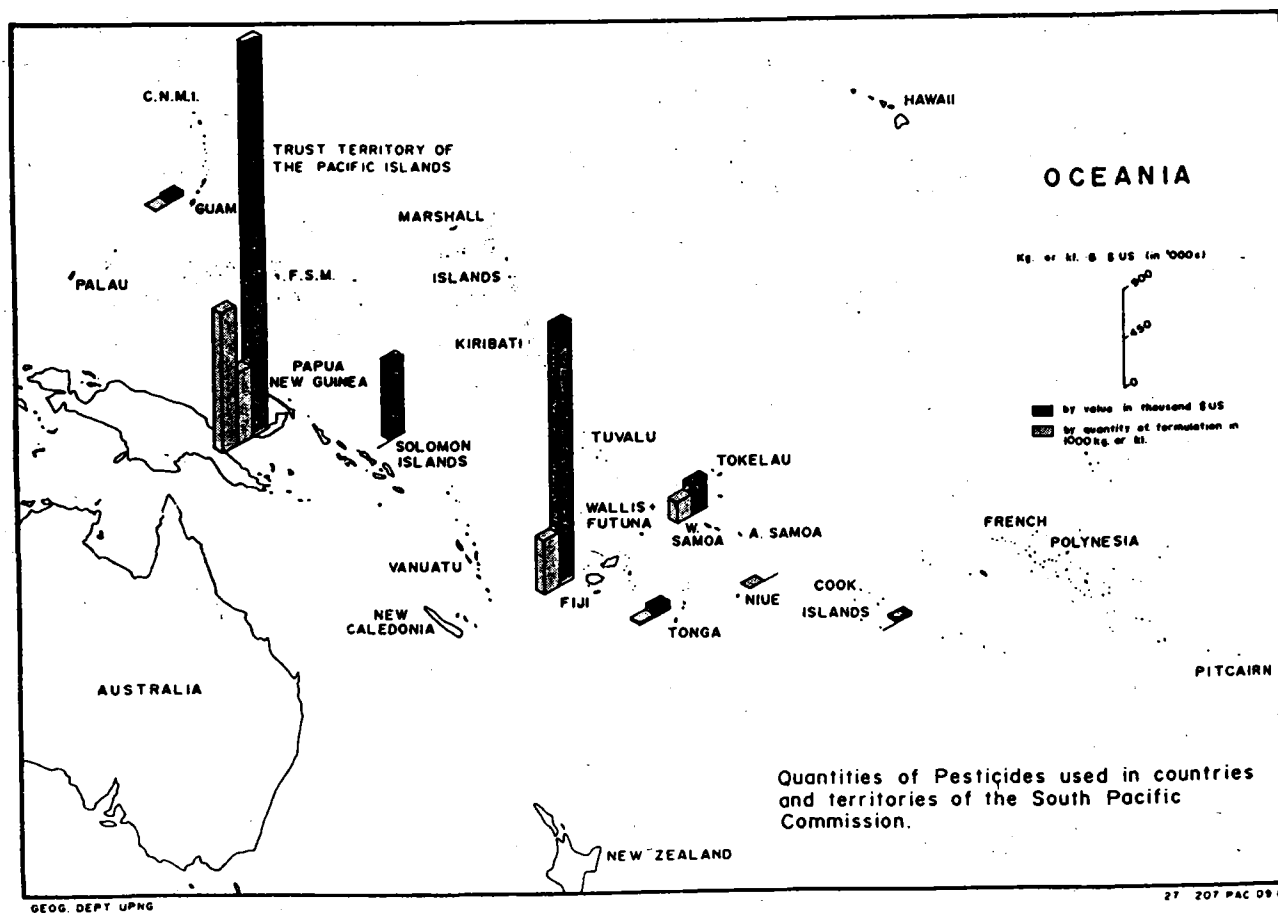 C.N.M.I.
HAWAII
TRUST TERRITORY OF
THE PACIFIC ISLANDS
OCEANIA
GUAM
MARSHALL
ISLANDS
PALAU
F.S.M.
Kg. or kl. & $ US (in '000s)
900
450
0
KIRIBATI
PAPUA
NEW GUINEA
by value in thousand $US
by quantity of formulation in
1000 kg. or kl.
SOLOMON
ISLANDS
TUVALU
TOKELAU
WALLIS +
FUTUNA
W.
SAMOA
A. SAMOA
FRENCH
POLYNESIA
VANUATU
FIJI
NIUE
COOK
ISLANDS
NEW
CALEDONIA
TONGA
PITCAIRN
AUSTRALIA
Quantities of Pesticides used in countries
and territories of the South Pacific
Commission.
NEW ZEALAND
GEOG. DEPT UPNG
27 207 PAC 09